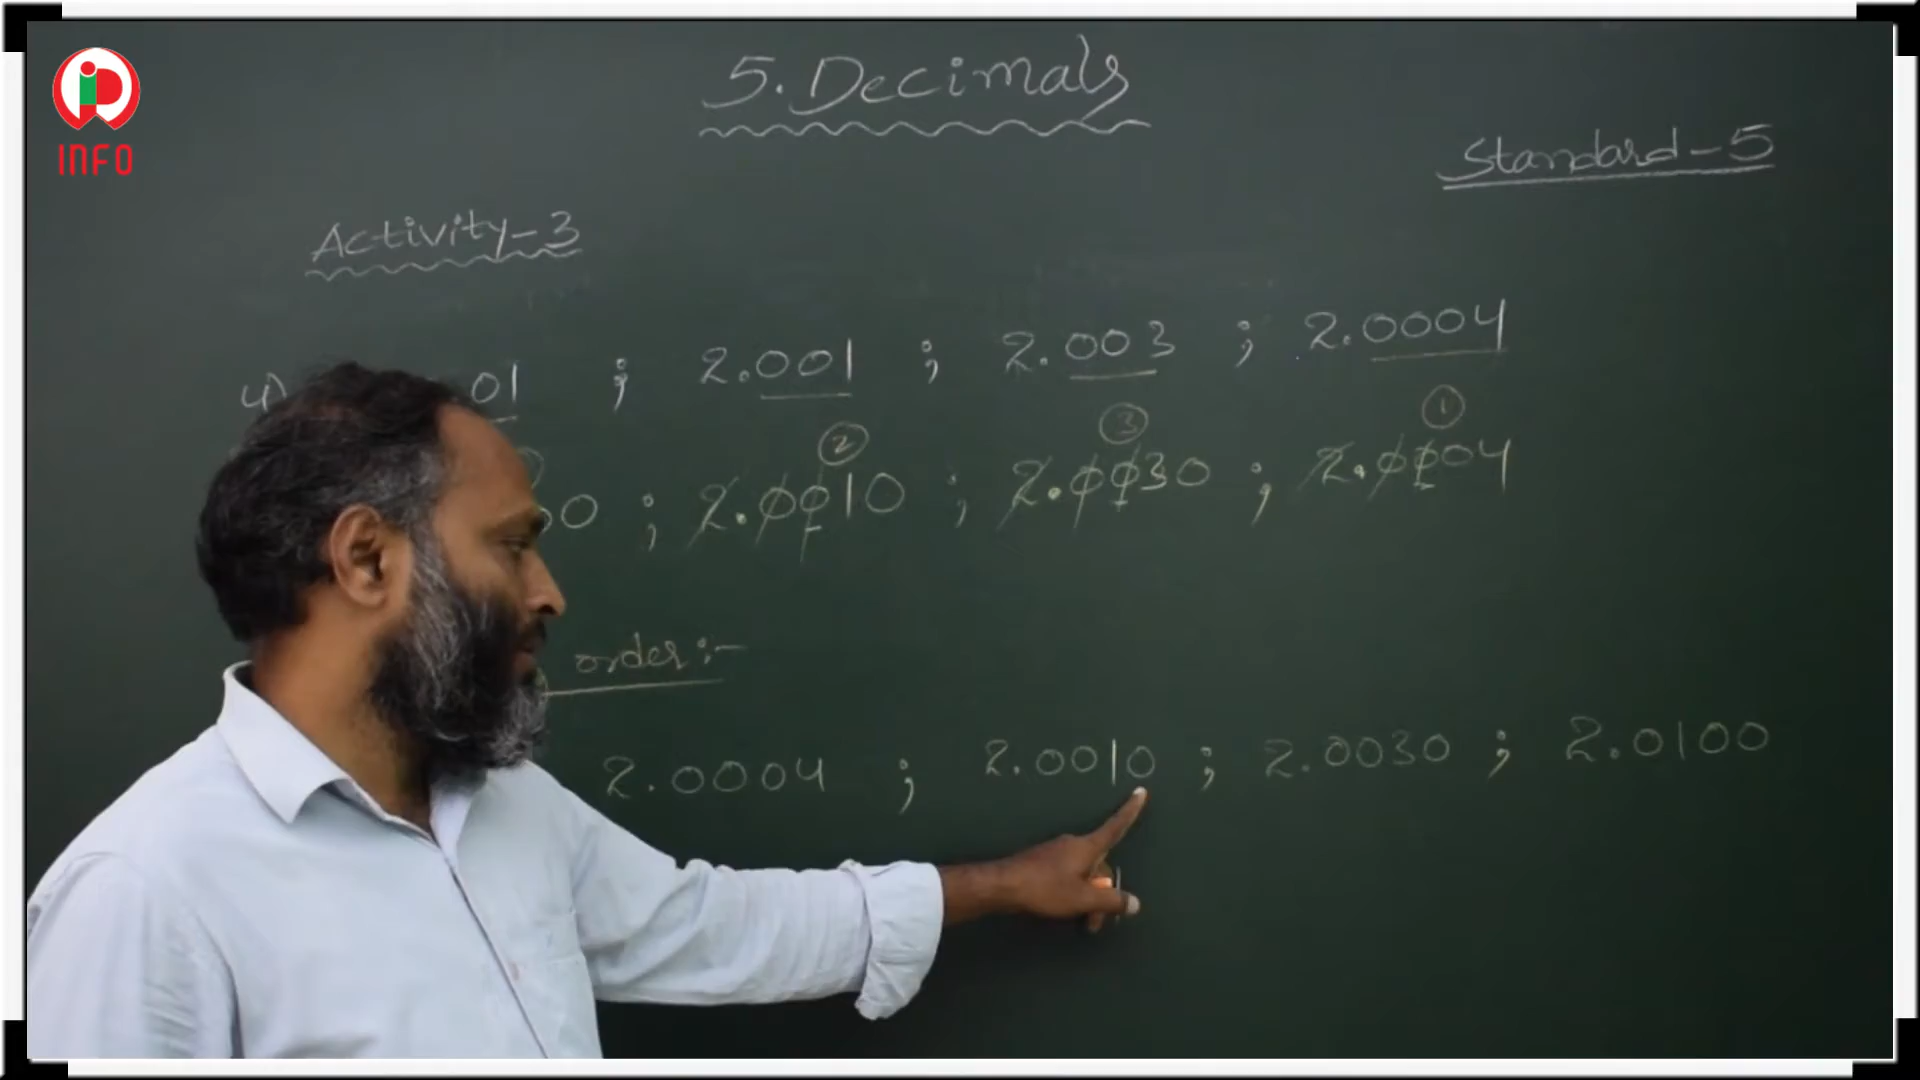 INFO
5. Decimals
Standard-5
Activity-3
4) 01 ; 2.001 ; 2.003 ; 2.0004
2 3 1
0 ; 2.0010 ; 2.0030 ; 2.0004
order:-
2.0004 ; 2.0010 ; 2.0030 ; 2.0100